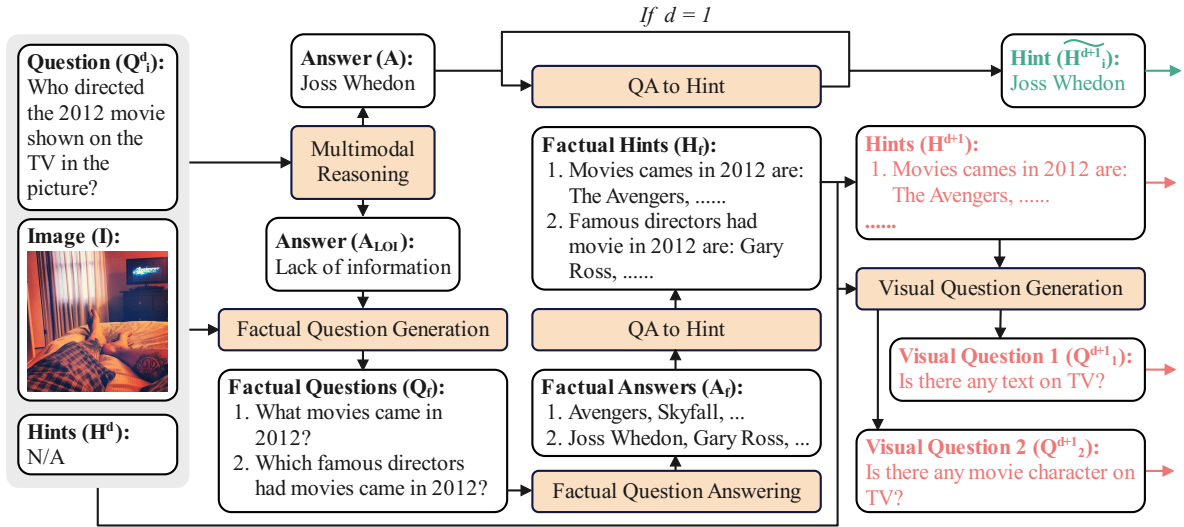 If d = 1
Question (Q^d_i):
Who directed
the 2012 movie
shown on the
TV in the
picture?
Image (I):
Hints (H^d):
N/A
Answer (A):
Joss Whedon
Multimodal
Reasoning
Answer (A_LOI):
Lack of information
Factual Question Generation
Factual Questions (Q_f):
1. What movies came in
2012?
2. Which famous directors
had movies came in 2012?
QA to Hint
Factual Hints (H_f):
1. Movies cames in 2012 are:
The Avengers, ......
2. Famous directors had
movie in 2012 are: Gary
Ross, ......
QA to Hint
Factual Answers (A_f):
1. Avengers, Skyfall, ...
2. Joss Whedon, Gary Ross, ...
Factual Question Answering
Hint (H̃^{d+1}_i):
Joss Whedon
Hints (H^{d+1}):
1. Movies cames in 2012 are:
The Avengers, ......
......
Visual Question Generation
Visual Question 1 (Q^{d+1}_1):
Is there any text on TV?
Visual Question 2 (Q^{d+1}_2):
Is there any movie character on
TV?